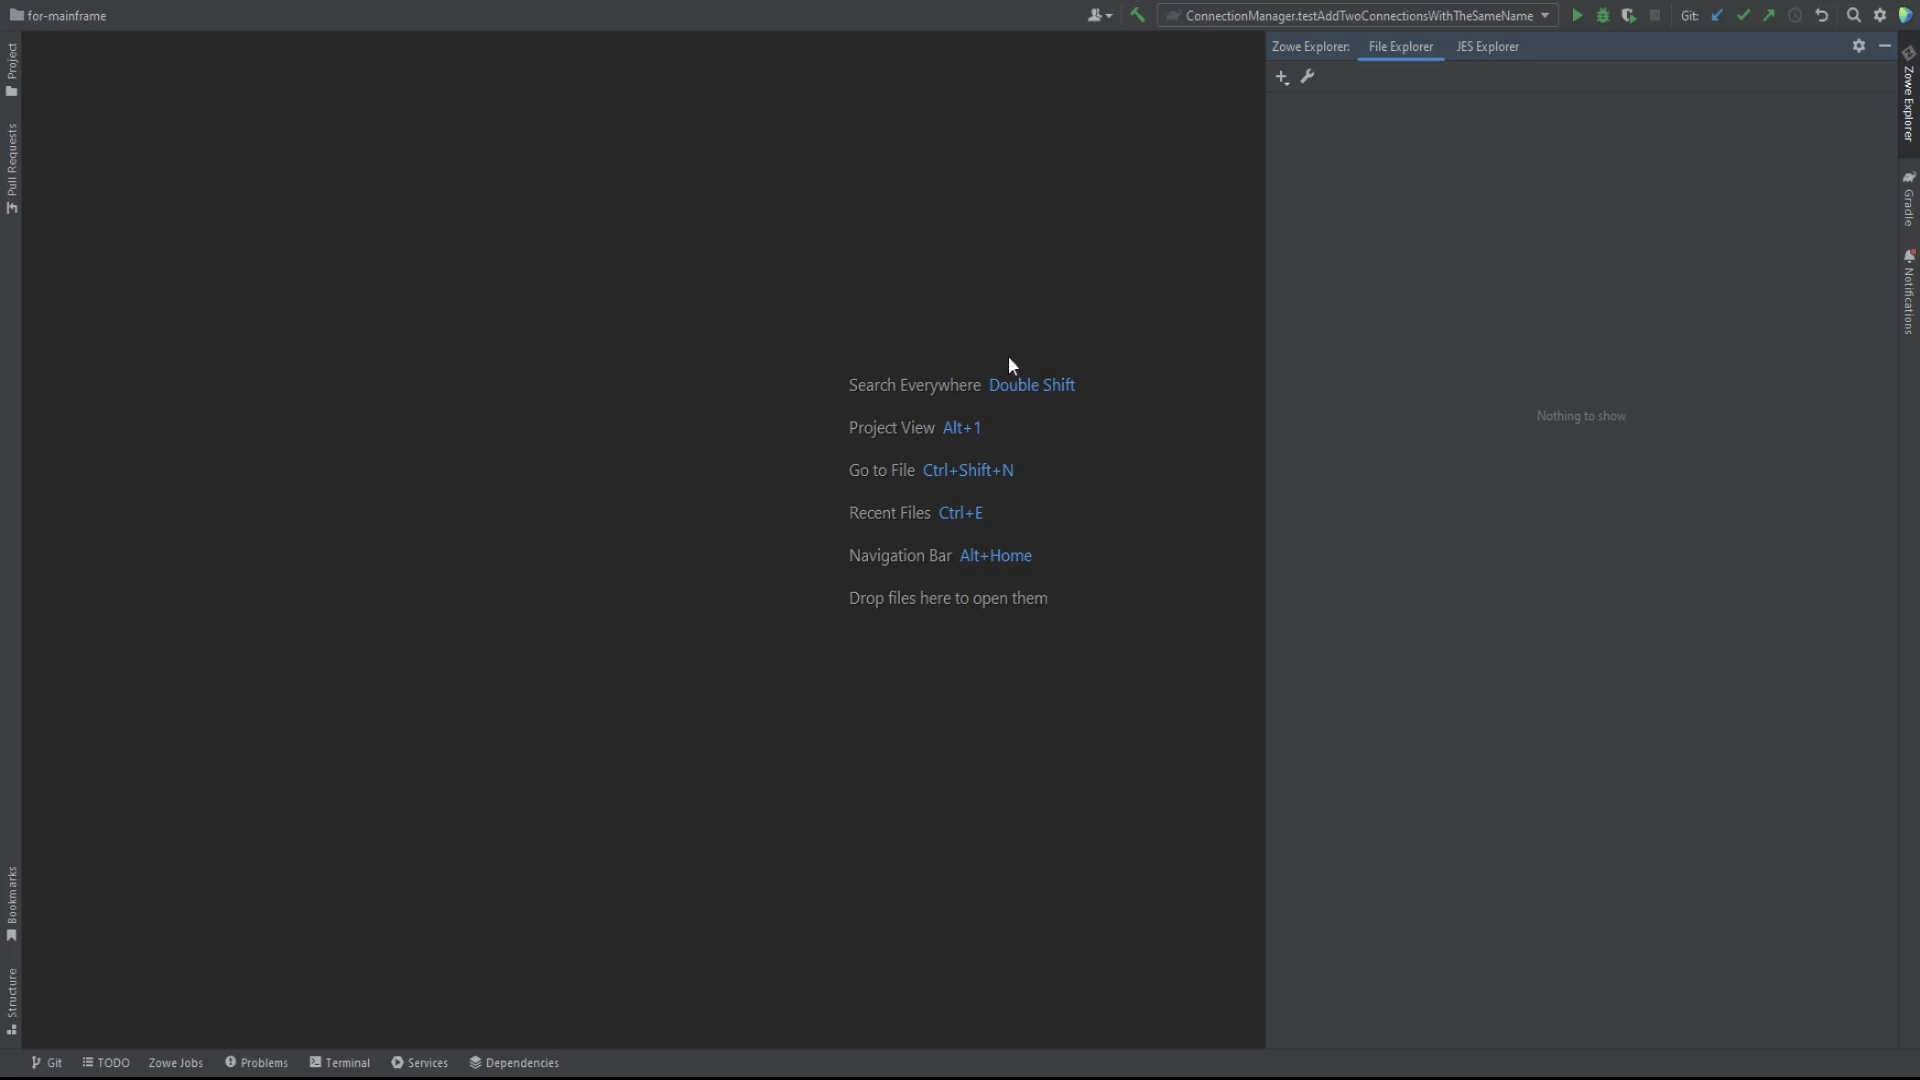 for-mainframe
ConnectionManager.testAddTwoConnectionsWithTheSameName
Git:
Project
Pull Requests
Bookmarks
Structure
Zowe Explorer:
File Explorer
JES Explorer
Search Everywhere Double Shift
Project View Alt+1
Go to File Ctrl+Shift+N
Recent Files Ctrl+E
Navigation Bar Alt+Home
Drop files here to open them
Nothing to show
Zowe Explorer
Gradle
Notifications
Git
TODO
Zowe Jobs
Problems
Terminal
Services
Dependencies